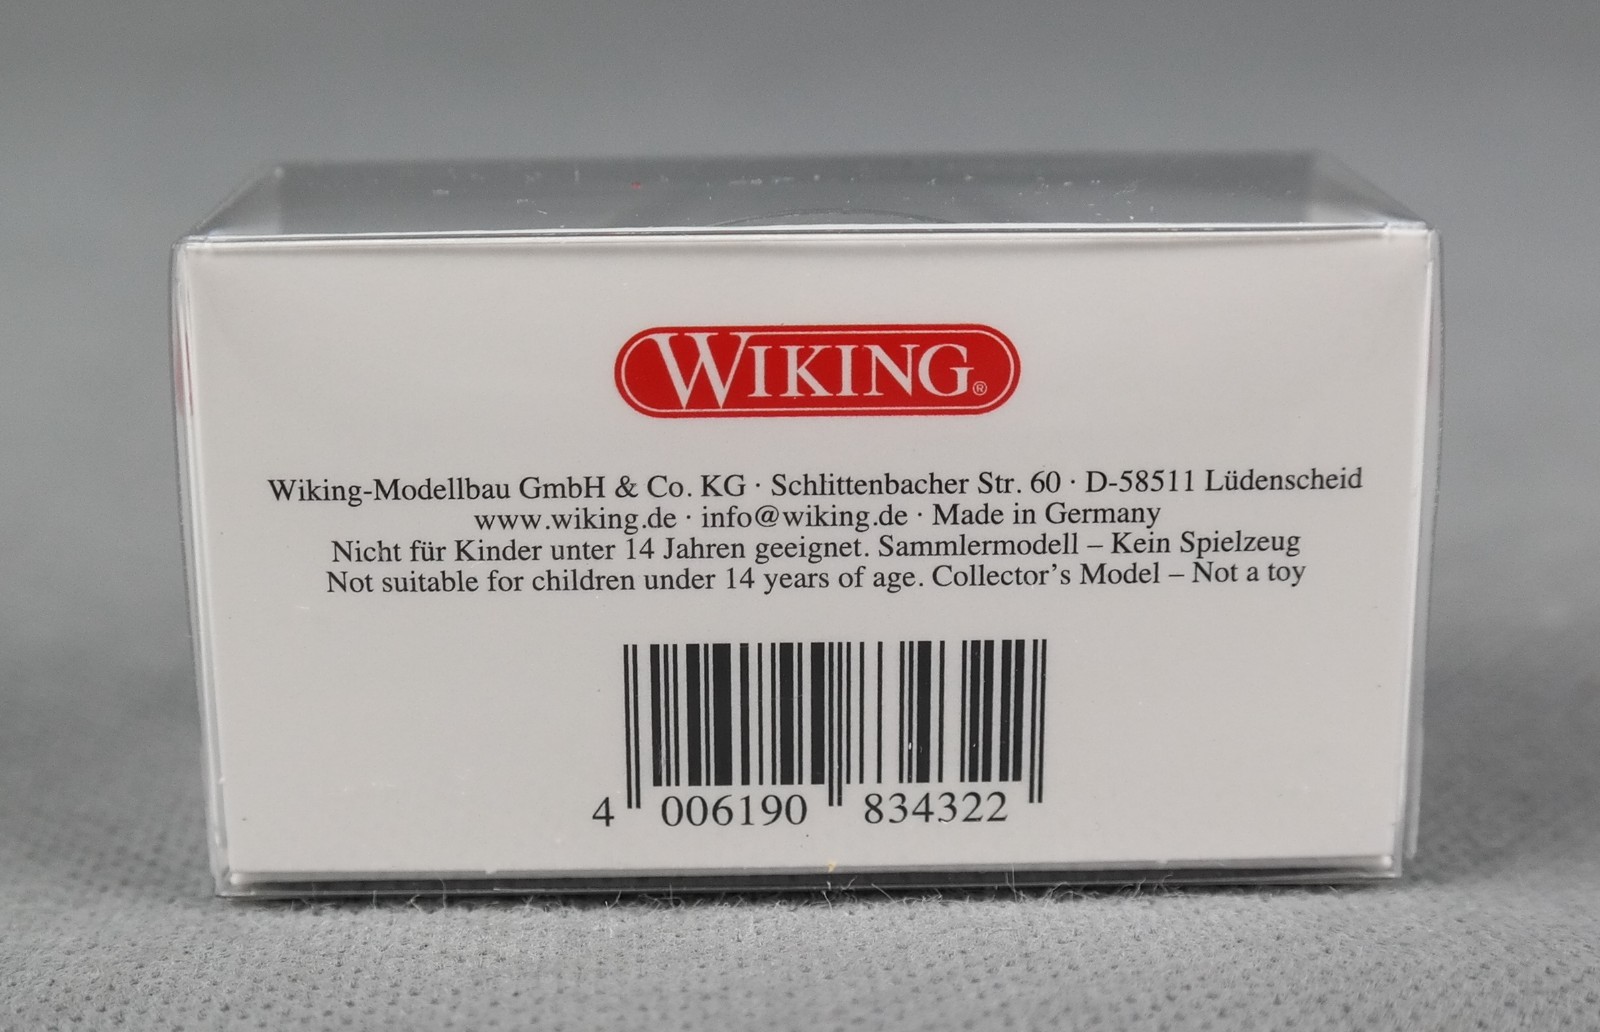 WIKING®
Wiking-Modellbau GmbH & Co. KG · Schlittenbacher Str. 60 · D-58511 Lüdenscheid
www.wiking.de · info@wiking.de · Made in Germany
Nicht für Kinder unter 14 Jahren geeignet. Sammlermodell – Kein Spielzeug
Not suitable for children under 14 years of age. Collector's Model – Not a toy
4 006190 834322